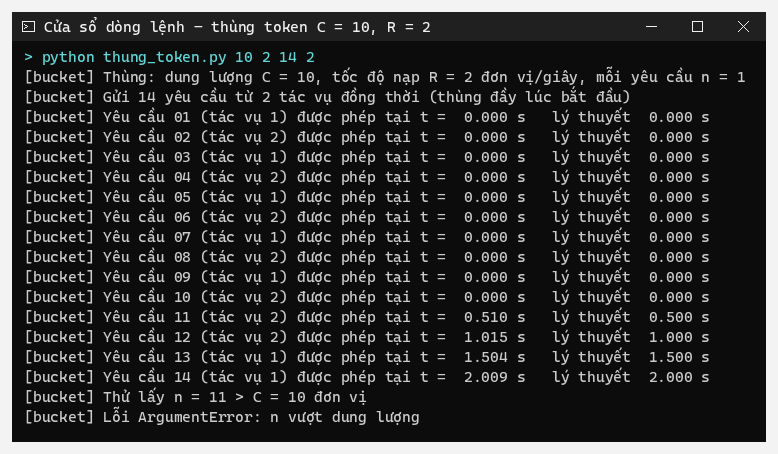 Cửa sổ dòng lệnh — thùng token C = 10, R = 2
> python thung_token.py 10 2 14 2
[bucket] Thùng: dung lượng C = 10, tốc độ nạp R = 2 đơn vị/giây, mỗi yêu cầu n = 1
[bucket] Gửi 14 yêu cầu từ 2 tác vụ đồng thời (thùng đầy lúc bắt đầu)
[bucket] Yêu cầu 01 (tác vụ 1) được phép tại t =  0.000 s   lý thuyết  0.000 s
[bucket] Yêu cầu 02 (tác vụ 2) được phép tại t =  0.000 s   lý thuyết  0.000 s
[bucket] Yêu cầu 03 (tác vụ 1) được phép tại t =  0.000 s   lý thuyết  0.000 s
[bucket] Yêu cầu 04 (tác vụ 2) được phép tại t =  0.000 s   lý thuyết  0.000 s
[bucket] Yêu cầu 05 (tác vụ 1) được phép tại t =  0.000 s   lý thuyết  0.000 s
[bucket] Yêu cầu 06 (tác vụ 2) được phép tại t =  0.000 s   lý thuyết  0.000 s
[bucket] Yêu cầu 07 (tác vụ 1) được phép tại t =  0.000 s   lý thuyết  0.000 s
[bucket] Yêu cầu 08 (tác vụ 2) được phép tại t =  0.000 s   lý thuyết  0.000 s
[bucket] Yêu cầu 09 (tác vụ 1) được phép tại t =  0.000 s   lý thuyết  0.000 s
[bucket] Yêu cầu 10 (tác vụ 2) được phép tại t =  0.000 s   lý thuyết  0.000 s
[bucket] Yêu cầu 11 (tác vụ 2) được phép tại t =  0.510 s   lý thuyết  0.500 s
[bucket] Yêu cầu 12 (tác vụ 2) được phép tại t =  1.015 s   lý thuyết  1.000 s
[bucket] Yêu cầu 13 (tác vụ 1) được phép tại t =  1.504 s   lý thuyết  1.500 s
[bucket] Yêu cầu 14 (tác vụ 1) được phép tại t =  2.009 s   lý thuyết  2.000 s
[bucket] Thử lấy n = 11 > C = 10 đơn vị
[bucket] Lỗi ArgumentError: n vượt dung lượng